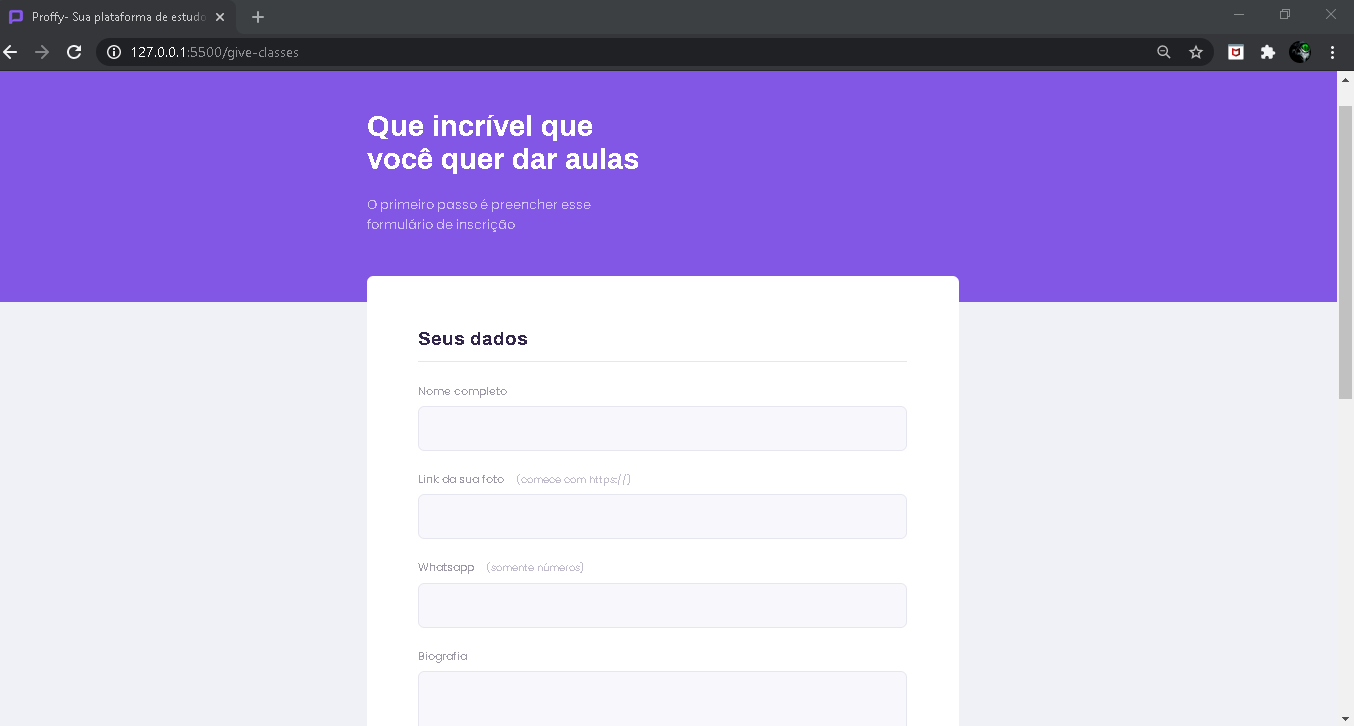 Proffy- Sua plataforma de estudo
127.0.0.1:5500/give-classes
Que incrível que
você quer dar aulas
O primeiro passo é preencher esse
formulário de inscrição
Seus dados
Nome completo
Link da sua foto (comece com https://)
Whatsapp (somente números)
Biografia